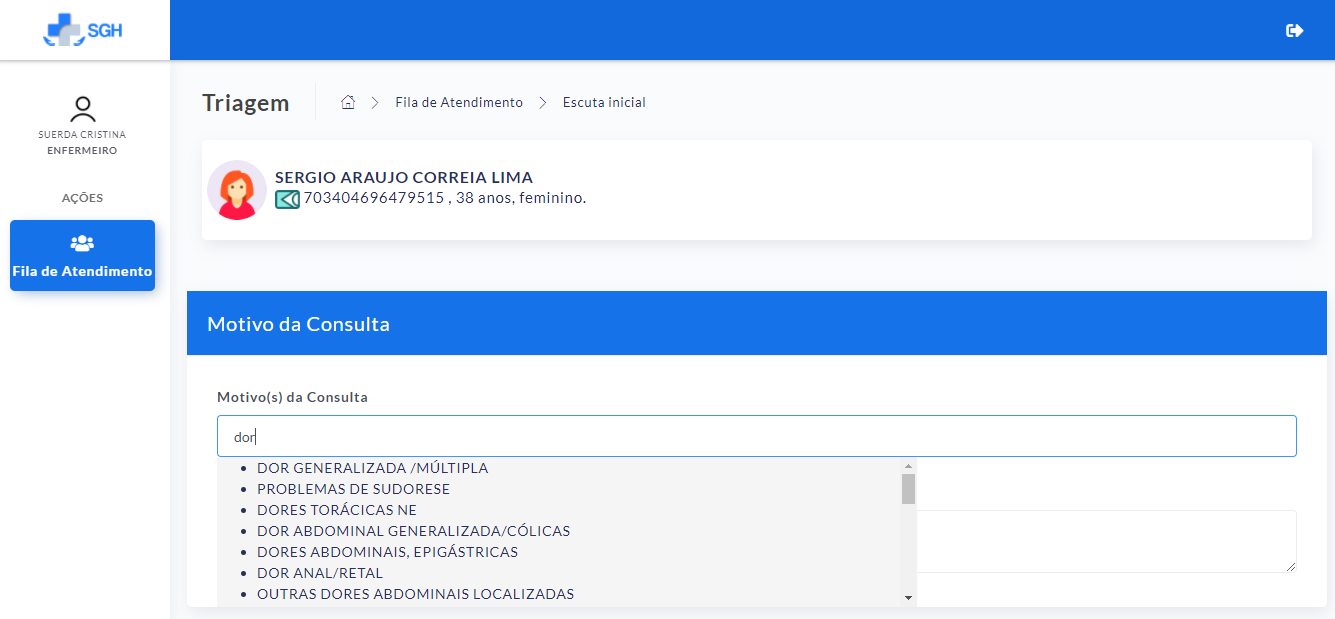 SGH
SUERDA CRISTINA
ENFERMEIRO
AÇÕES
Fila de Atendimento
Triagem
Fila de Atendimento
Escuta inicial
SERGIO ARAUJO CORREIA LIMA
703404696479515 , 38 anos, feminino.
Motivo da Consulta
Motivo(s) da Consulta
dor
DOR GENERALIZADA /MÚLTIPLA
PROBLEMAS DE SUDORESE
DORES TORÁCICAS NE
DOR ABDOMINAL GENERALIZADA/CÓLICAS
DORES ABDOMINAIS, EPIGÁSTRICAS
DOR ANAL/RETAL
OUTRAS DORES ABDOMINAIS LOCALIZADAS